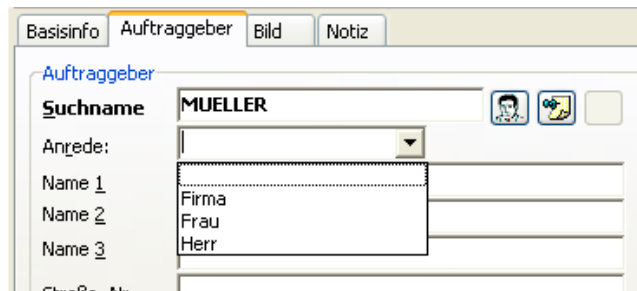 Basisinfo Auftraggeber Bild Notiz
Auftraggeber
Suchname MUELLER
Anrede:
Name 1
Firma
Frau
Name 2
Herr
Name 3